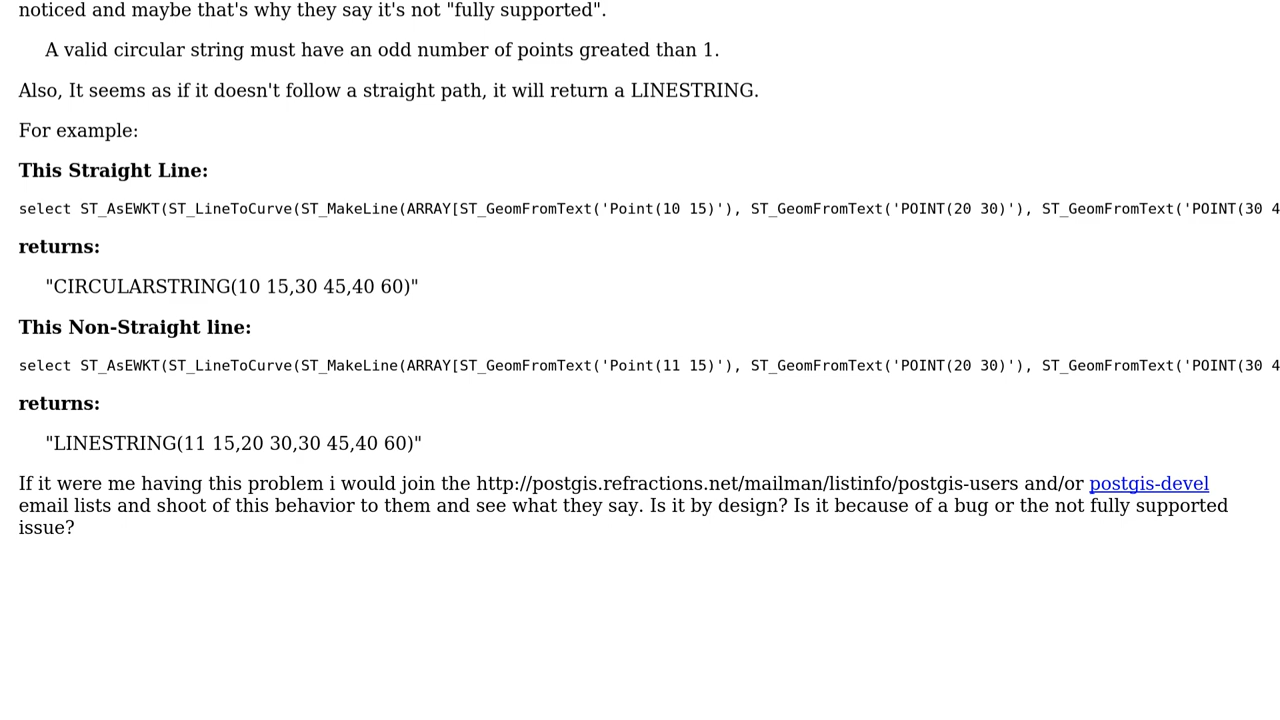 noticed and maybe that's why they say it's not "fully supported".
A valid circular string must have an odd number of points greated than 1.
Also, It seems as if it doesn't follow a straight path, it will return a LINESTRING.
For example:
This Straight Line:
select ST_AsEWKT(ST_LineToCurve(ST_MakeLine(ARRAY[ST_GeomFromText('Point(10 15)'), ST_GeomFromText('POINT(20 30)'), ST_GeomFromText('POINT(30 4
returns:
"CIRCULARSTRING(10 15,30 45,40 60)"
This Non-Straight line:
select ST_AsEWKT(ST_LineToCurve(ST_MakeLine(ARRAY[ST_GeomFromText('Point(11 15)'), ST_GeomFromText('POINT(20 30)'), ST_GeomFromText('POINT(30 4
returns:
"LINESTRING(11 15,20 30,30 45,40 60)"
If it were me having this problem i would join the http://postgis.refractions.net/mailman/listinfo/postgis-users and/or postgis-devel
email lists and shoot of this behavior to them and see what they say. Is it by design? Is it because of a bug or the not fully supported
issue?